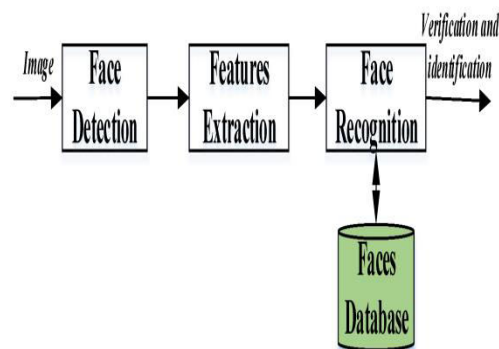 Image
Face
Detection
Features
Extraction
Face
Recognition
Verification and
identification
Faces
Database